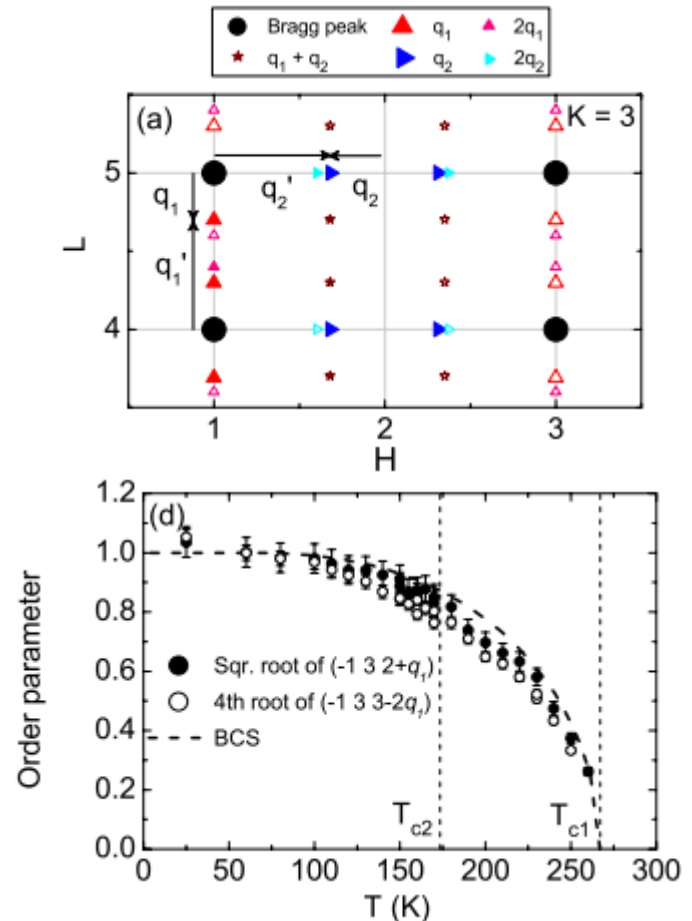 Bragg peak q₁ 2q₁
q₁ + q₂ q₂ 2q₂
(a) K = 3
5
q₂' q₂
q₁
L
q₁'
4
1 2 3
H
1.2
(d)
1.0
0.8
0.6
Sqr. root of (-1 3 2+q₁)
4th root of (-1 3 3-2q₁)
Order parameter
0.4
BCS
0.2
T_c2 T_c1
0.0
0 50 100 150 200 250 300
T (K)